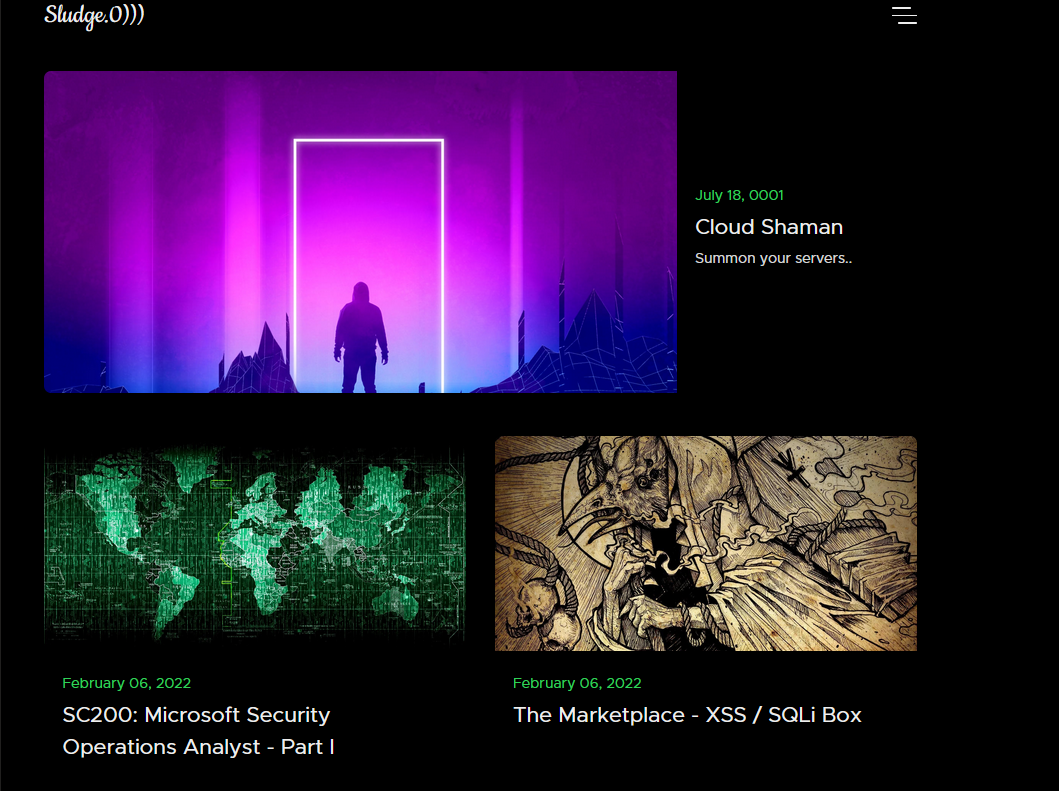 Sludge.O)))
July 18, 0001
Cloud Shaman
Summon your servers..
February 06, 2022
SC200: Microsoft Security
Operations Analyst - Part I
February 06, 2022
The Marketplace - XSS / SQLi Box